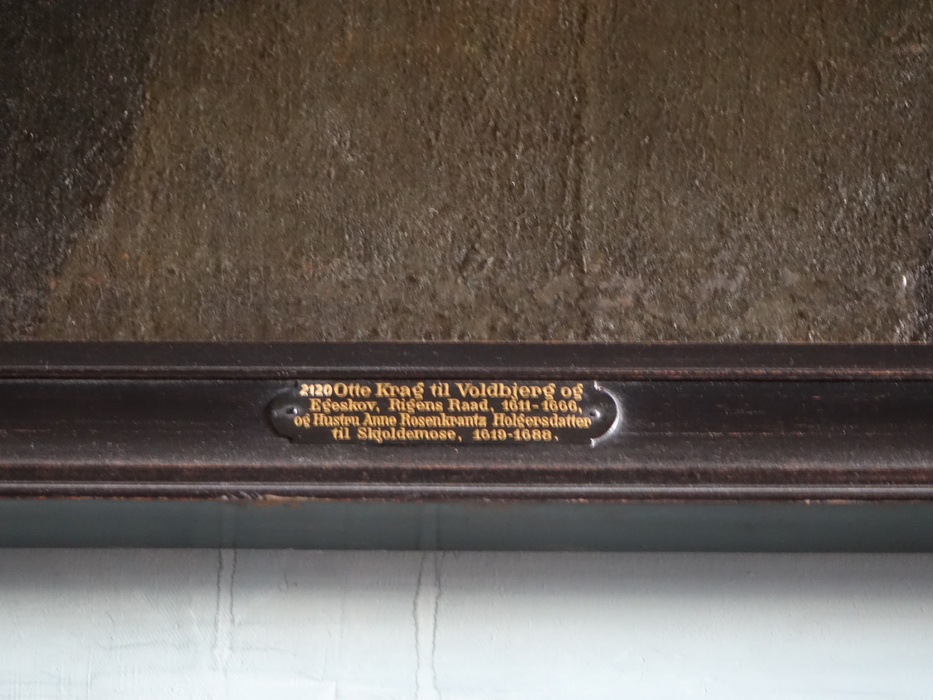 2120 Otte Krag til Voldbjerg og
Egeskov, Rigens Raad, 1611-1666,
og Hustru Anne Rosenkrantz Holgersdatter
til Skjoldemose, 1619-1688.